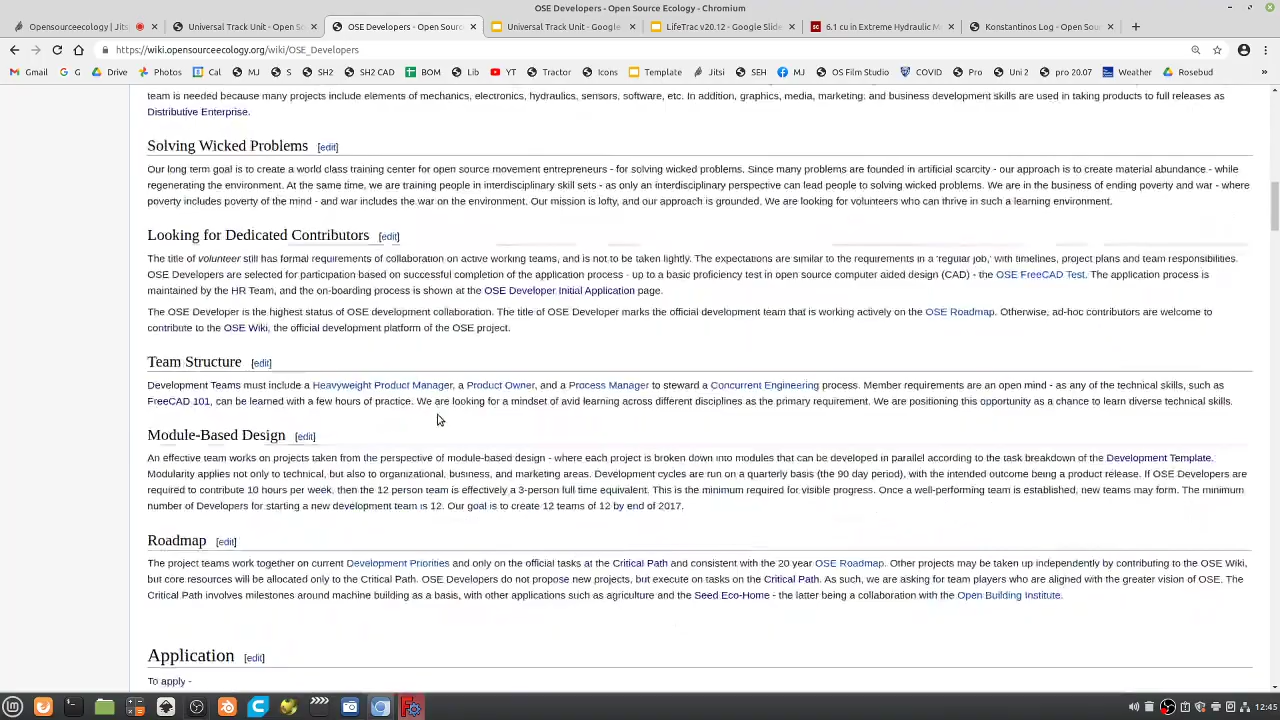 OSE Developers - Open Source Ecology - Chromium
Opensourceecology | Jits
Universal Track Unit - Open S
OSE Developers - Open Sourc
Universal Track Unit - Google
LifeTrac v20.12 - Google Slide
6.1 cu in Extreme Hydraulic M
Konstantinos Log - Open Sou
https://wiki.opensourceecology.org/wiki/OSE_Developers
Gmail G Drive Photos Cal MJ S SH2 SH2 CAD BOM Lib YT Tractor Icons Template Jitsi SEH MJ OS Film Studio COVID Pro Uni 2 pro 20.07 Weather Rosebud »
team is needed because many projects include elements of mechanics, electronics, hydraulics, sensors, software, etc. In addition, graphics, media, marketing, and business development skills are used in taking products to full releases as
Distributive Enterprise.
Solving Wicked Problems [edit]
Our long term goal is to create a world class training center for open source movement entrepreneurs - for solving wicked problems. Since many problems are founded in artificial scarcity - our approach is to create material abundance - while
regenerating the environment. At the same time, we are training people in interdisciplinary skill sets - as only an interdisciplinary perspective can lead people to solving wicked problems. We are in the business of ending poverty and war - where
poverty includes poverty of the mind - and war includes the war on the environment. Our mission is lofty, and our approach is grounded. We are looking for volunteers who can thrive in such a learning environment.
Looking for Dedicated Contributors [edit]
The title of volunteer still has formal requirements of collaboration on active working teams, and is not to be taken lightly. The expectations are similar to the requirements in a 'regular job,' with timelines, project plans and team responsibilities.
OSE Developers are selected for participation based on successful completion of the application process - up to a basic proficiency test in open source computer aided design (CAD) - the OSE FreeCAD Test. The application process is
maintained by the HR Team, and the on-boarding process is shown at the OSE Developer Initial Application page.
The OSE Developer is the highest status of OSE development collaboration. The title of OSE Developer marks the official development team that is working actively on the OSE Roadmap. Otherwise, ad-hoc contributors are welcome to
contribute to the OSE Wiki, the official development platform of the OSE project.
Team Structure [edit]
Development Teams must include a Heavyweight Product Manager, a Product Owner, and a Process Manager to steward a Concurrent Engineering process. Member requirements are an open mind - as any of the technical skills, such as
FreeCAD 101, can be learned with a few hours of practice. We are looking for a mindset of avid learning across different disciplines as the primary requirement. We are positioning this opportunity as a chance to learn diverse technical skills.
Module-Based Design [edit]
An effective team works on projects taken from the perspective of module-based design - where each project is broken down into modules that can be developed in parallel according to the task breakdown of the Development Template.
Modularity applies not only to technical, but also to organizational, business, and marketing areas. Development cycles are run on a quarterly basis (the 90 day period), with the intended outcome being a product release. If OSE Developers are
required to contribute 10 hours per week, then the 12 person team is effectively a 3-person full time equivalent. This is the minimum required for visible progress. Once a well-performing team is established, new teams may form. The minimum
number of Developers for starting a new development team is 12. Our goal is to create 12 teams of 12 by end of 2017.
Roadmap [edit]
The project teams work together on current Development Priorities and only on the official tasks at the Critical Path and consistent with the 20 year OSE Roadmap. Other projects may be taken up independently by contributing to the OSE Wiki,
but core resources will be allocated only to the Critical Path. OSE Developers do not propose new projects, but execute on tasks on the Critical Path. As such, we are asking for team players who are aligned with the greater vision of OSE. The
Critical Path involves milestones around machine building as a basis, with other applications such as agriculture and the Seed Eco-Home - the latter being a collaboration with the Open Building Institute.
Application [edit]
To apply -
12:45